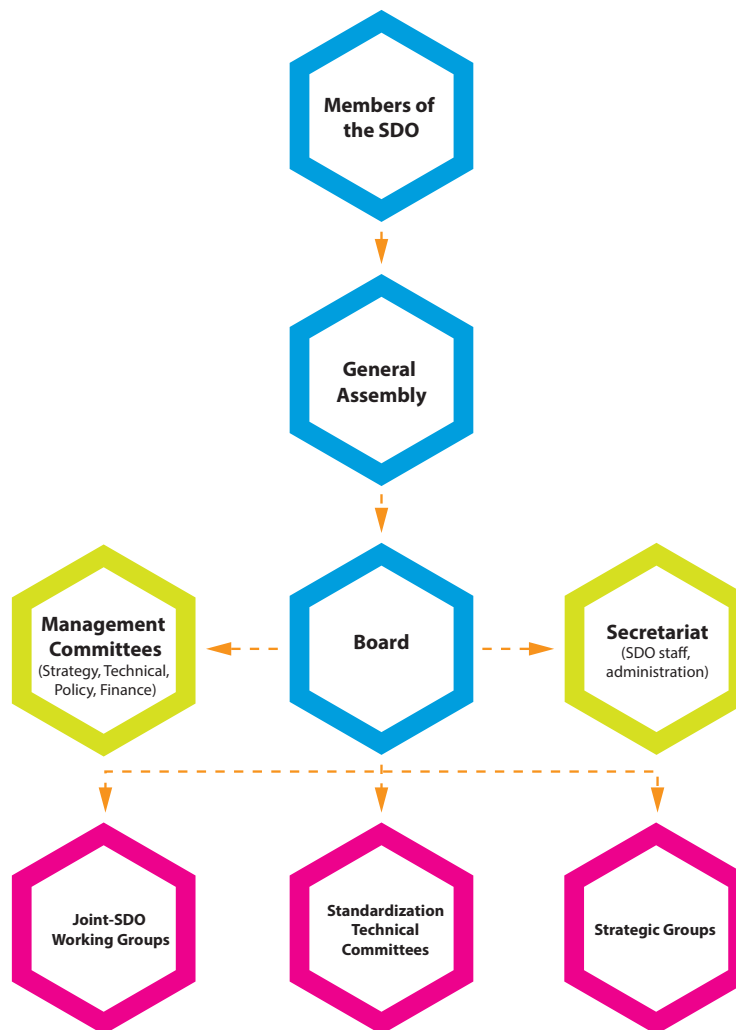 Members of
the SDO
General
Assembly
Management
Committees
(Strategy, Technical,
Policy, Finance)
Board
Secretariat
(SDO staff,
administration)
Joint-SDO
Working Groups
Standardization
Technical
Committees
Strategic Groups